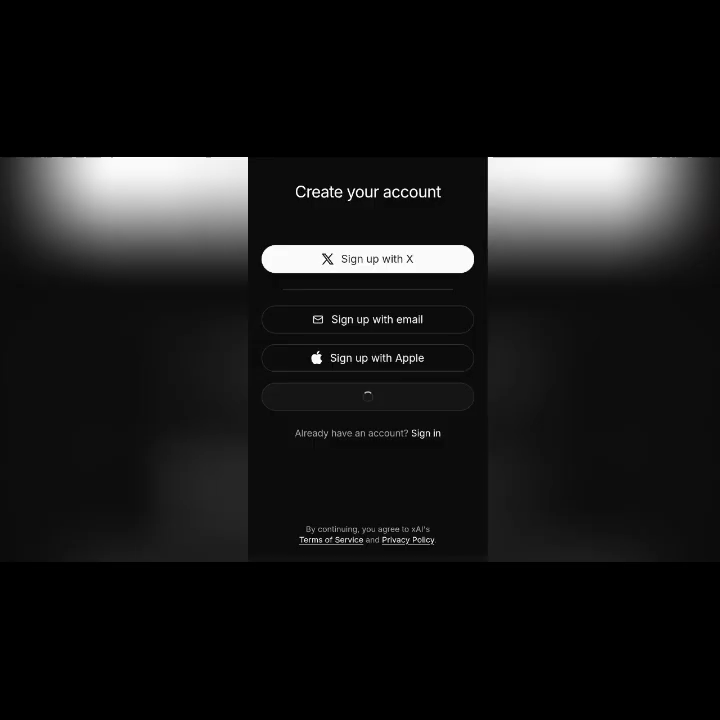 Create your account
Sign up with X
Sign up with email
Sign up with Apple
Already have an account? Sign in
By continuing, you agree to xAI's
Terms of Service and Privacy Policy.